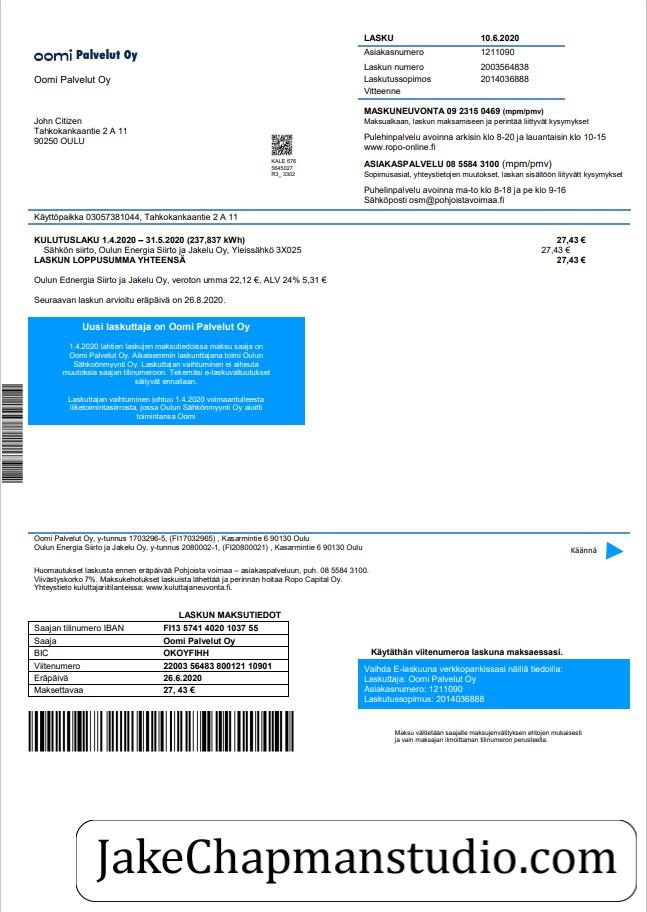 oomi Palvelut Oy
Oomi Palvelut Oy
John Citizen
Tahkokankaantie 2 A 11
90250 OULU
KALE 676
5645027
R3_ 3302
LASKU 10.6.2020
Asiakasnumero 1211090
Laskun numero 2003564838
Laskutussopimos 2014036888
Vitteenne
MASKUNEUVONTA 09 2315 0469 (mpm/pmv)
Maksualkaan, laskun maksamiseen ja perintää liittyvät kysymykset
Pulehinpalvelu avoinna arkisin klo 8-20 ja lauantaisin klo 10-15
www.ropo-online.fi
ASIAKASPALVELU 08 5584 3100 (mpm/pmv)
Sopimusasiat, yhteystietojen muutokset, laskan sisältöön liityvätt kysymykset
Puhelinpalvelu avoinna ma-to klo 8-18 ja pe klo 9-16
Sähköposti osm@pohjoistavoimaa.fi
Käyttöpaikka 03057381044, Tahkokankaantie 2 A 11
KULUTUSLAKU 1.4.2020 – 31.5.2020 (237,837 kWh) 27,43 €
Sähkön siirto, Oulun Energia Siirto ja Jakelu Oy, Yleissähkö 3X025 27,43 €
LASKUN LOPPUSUMMA YHTEENSÄ 27,43 €
Oulun Ednergia Siirto ja Jakelu Oy, veroton umma 22,12 €, ALV 24% 5,31 €
Seuraavan laskun arvioitu eräpäivä on 26.8.2020.
Uusi laskuttaja on Oomi Palvelut Oy
1.4.2020 lahtien laskujen maksutiedoissa maksu saaja on
Oomi Palvelut Oy. Aikaisemmin laskunttajana toimi Oulun
Sähkoönmyynti Oy. Laskuttajan vaihtuminen ei aiheuta
muutoksia saajan tilinumeroon. Tekemäsi e-laskuvaltuutukset
säilyvät ennallaan.
Laskuttajan vaihtuminen johtuu 1.4.2020 voimaantulleesta
liiketoimintasirrosta, jossa Oulun Sähkönmyynti Oy aloitti
toimintansa Oomi
Oomi Palvelut Oy, y-tunnus 1703296-5, (FI17032965) , Kasarmintie 6 90130 Oulu
Oulun Energia Siirto ja Jakelu Oy, y-tunnus 2080002-1, (FI20800021) , Kasarmintie 6 90130 Oulu
Käännä
Huomautukset laskusta ennen eräpäivää Pohjoista voimaa – asiakaspaleluun, puh. 08 5584 3100.
Viivästyskorko 7%. Maksukehotukset laskuista lähettää ja perinnän hoitaa Ropo Capital Oy.
Yhteystieto kuluttajariitilanteissa: www.kuluttajaneuvonta.fi.
LASKUN MAKSUTIEDOT
Saajan tilinumero IBAN FI13 5741 4020 1037 55
Saaja Oomi Palvelut Oy
BIC OKOYFIHH
Viitenumero 22003 56483 800121 10901
Eräpäivä 26.6.2020
Maksettavaa 27, 43 €
Käytäthän viitenumeroa laskuna maksaessasi.
Vaihda E-laskuuna verkkopankissasi näillä tiedoilla:
Laskuttaja: Oomi Palvelut Oy
Asiakasnumero: 1211090
Laskutussopimus: 2014036888
Maksu välitetään saajalle maksujenvälityksen ehtojen mukaisesti
ja vain maksajan ilmoittaman tilinumeron perusteella.
JakeChapmanstudio.com